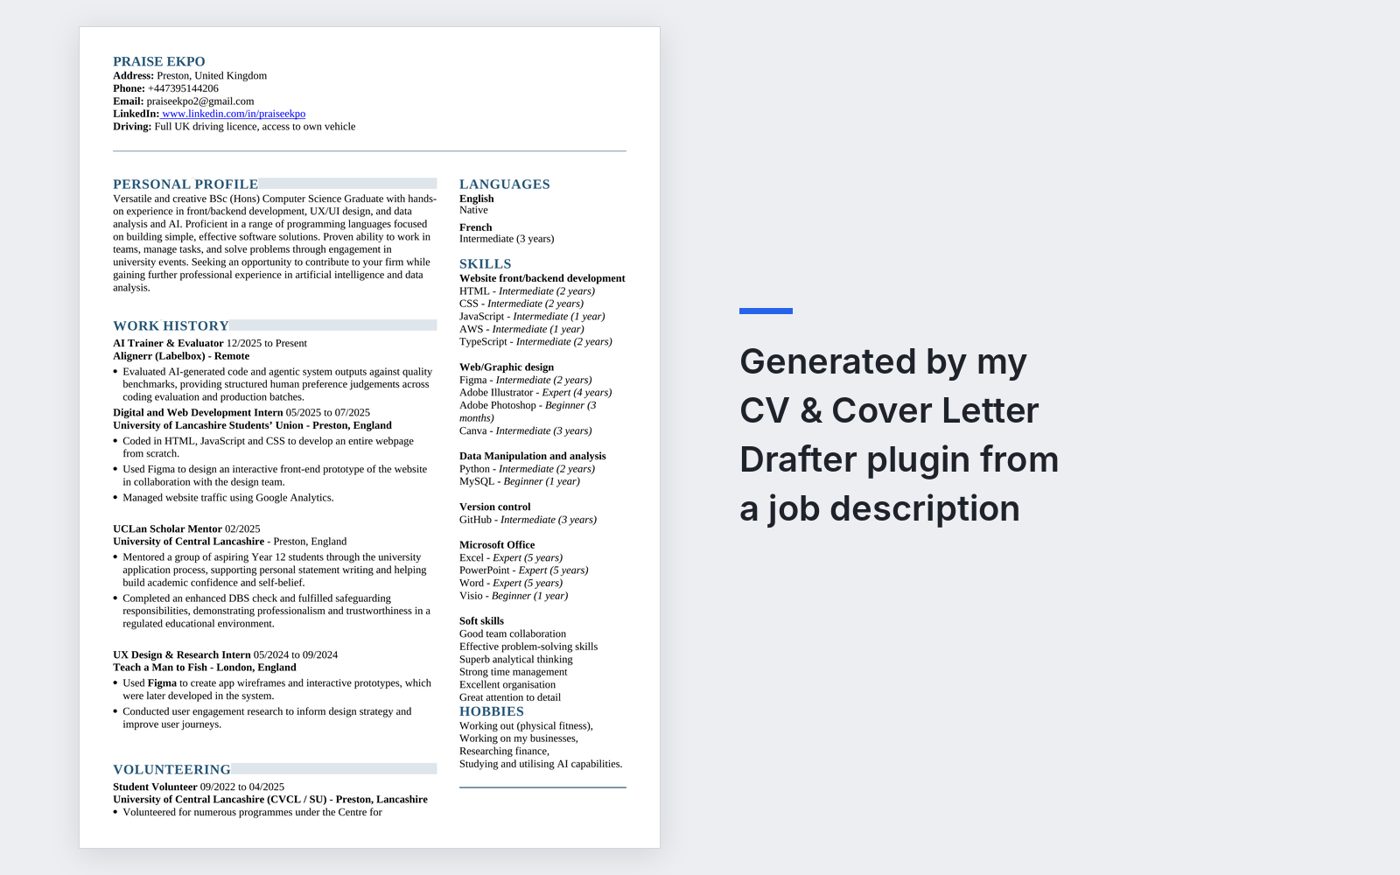 PRAISE EKPO
Address: Preston, United Kingdom
Phone: +447395144206
Email: praiseekpo2@gmail.com
LinkedIn: www.linkedin.com/in/praiseekpo
Driving: Full UK driving licence, access to own vehicle
PERSONAL PROFILE
Versatile and creative BSc (Hons) Computer Science Graduate with hands-
on experience in front/backend development, UX/UI design, and data
analysis and AI. Proficient in a range of programming languages focused
on building simple, effective software solutions. Proven ability to work in
teams, manage tasks, and solve problems through engagement in
university events. Seeking an opportunity to contribute to your firm while
gaining further professional experience in artificial intelligence and data
analysis.
WORK HISTORY
AI Trainer & Evaluator 12/2025 to Present
Alignerr (Labelbox) - Remote
• Evaluated AI-generated code and agentic system outputs against quality
benchmarks, providing structured human preference judgements across
coding evaluation and production batches.
Digital and Web Development Intern 05/2025 to 07/2025
University of Lancashire Students’ Union - Preston, England
• Coded in HTML, JavaScript and CSS to develop an entire webpage
from scratch.
• Used Figma to design an interactive front-end prototype of the website
in collaboration with the design team.
• Managed website traffic using Google Analytics.
UCLan Scholar Mentor 02/2025
University of Central Lancashire - Preston, England
• Mentored a group of aspiring Year 12 students through the university
application process, supporting personal statement writing and helping
build academic confidence and self-belief.
• Completed an enhanced DBS check and fulfilled safeguarding
responsibilities, demonstrating professionalism and trustworthiness in a
regulated educational environment.
UX Design & Research Intern 05/2024 to 09/2024
Teach a Man to Fish - London, England
• Used Figma to create app wireframes and interactive prototypes, which
were later developed in the system.
• Conducted user engagement research to inform design strategy and
improve user journeys.
VOLUNTEERING
Student Volunteer 09/2022 to 04/2025
University of Central Lancashire (CVCL / SU) - Preston, Lancashire
• Volunteered for numerous programmes under the Centre for
LANGUAGES
English
Native
French
Intermediate (3 years)
SKILLS
Website front/backend development
HTML - Intermediate (2 years)
CSS - Intermediate (2 years)
JavaScript - Intermediate (1 year)
AWS - Intermediate (1 year)
TypeScript - Intermediate (2 years)
Web/Graphic design
Figma - Intermediate (2 years)
Adobe Illustrator - Expert (4 years)
Adobe Photoshop - Beginner (3
months)
Canva - Intermediate (3 years)
Data Manipulation and analysis
Python - Intermediate (2 years)
MySQL - Beginner (1 year)
Version control
GitHub - Intermediate (3 years)
Microsoft Office
Excel - Expert (5 years)
PowerPoint - Expert (5 years)
Word - Expert (5 years)
Visio - Beginner (1 year)
Soft skills
Good team collaboration
Effective problem-solving skills
Superb analytical thinking
Strong time management
Excellent organisation
Great attention to detail
HOBBIES
Working out (physical fitness),
Working on my businesses,
Researching finance,
Studying and utilising AI capabilities.
Generated by my
CV & Cover Letter
Drafter plugin from
a job description